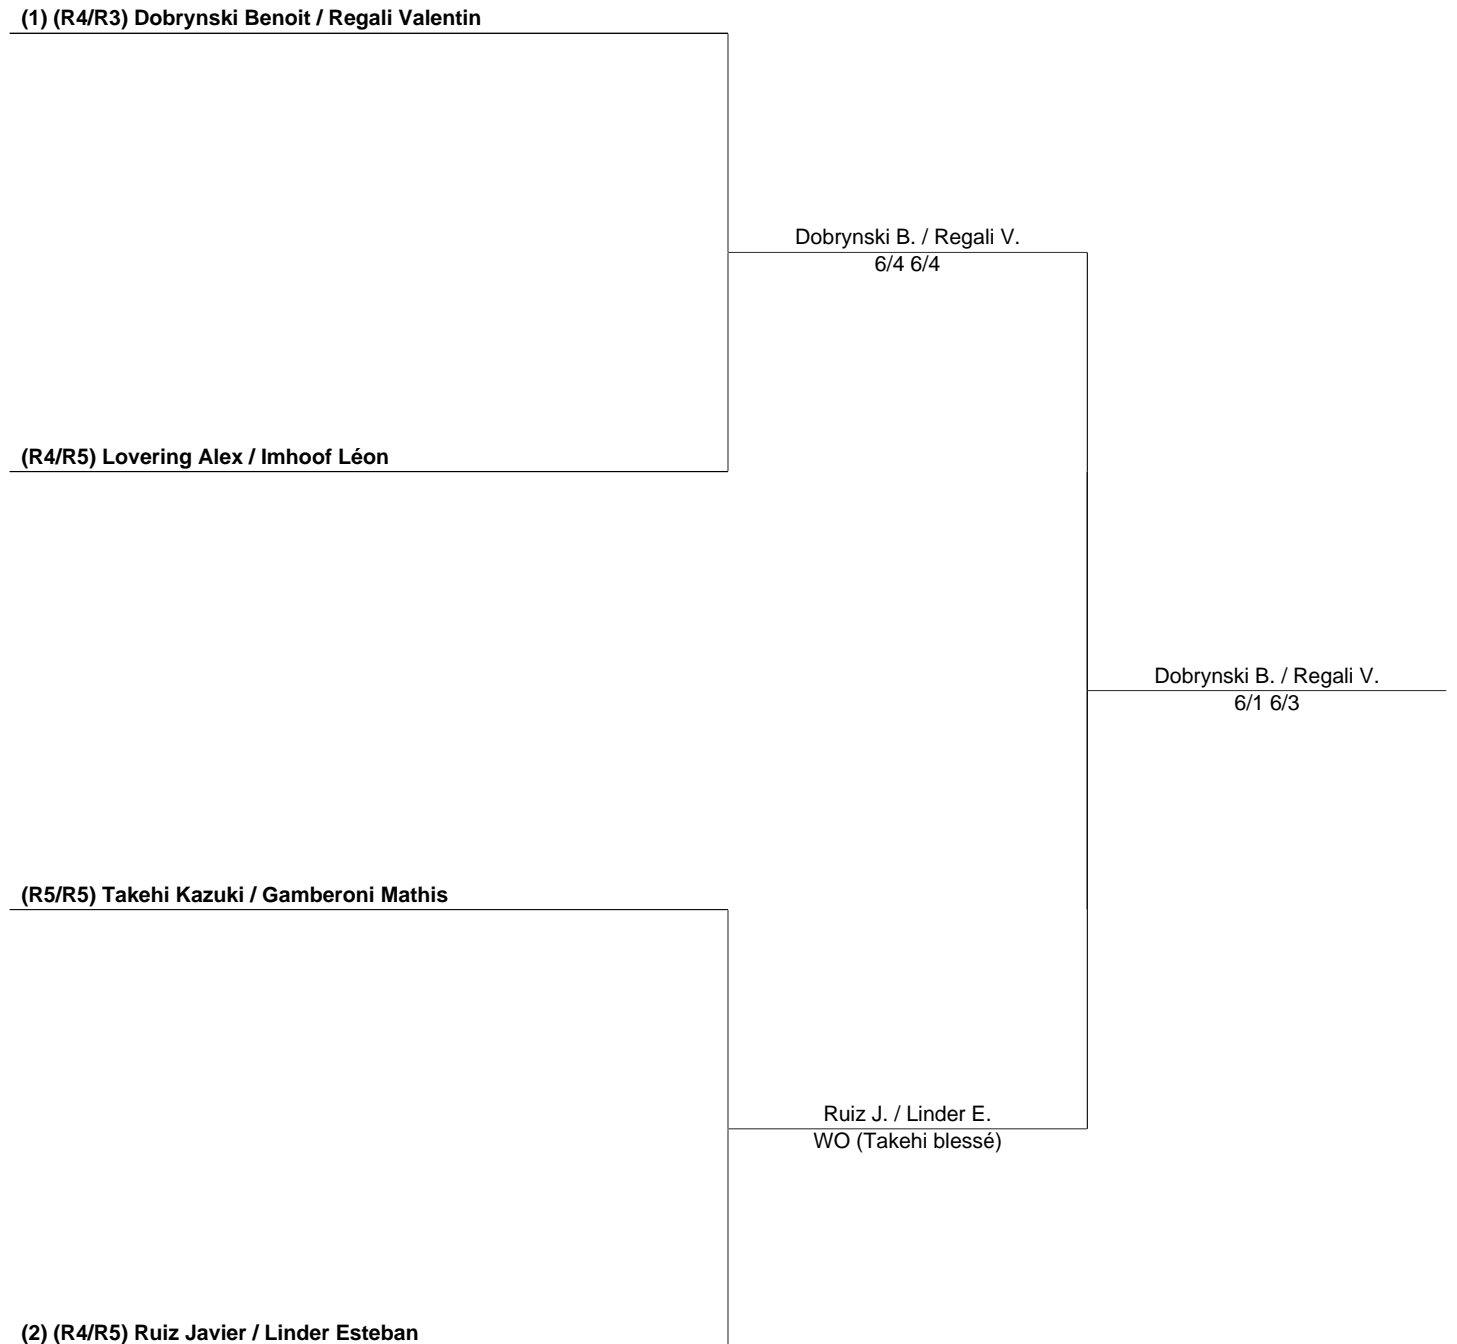 (1) (R4/R3) Dobrynski Benoit / Regali Valentin
Dobrynski B. / Regali V.
6/4 6/4
(R4/R5) Lovering Alex / Imhoof Léon
Dobrynski B. / Regali V.
6/1 6/3
(R5/R5) Takehi Kazuki / Gamberoni Mathis
Ruiz J. / Linder E.
WO (Takehi blessé)
(2) (R4/R5) Ruiz Javier / Linder Esteban